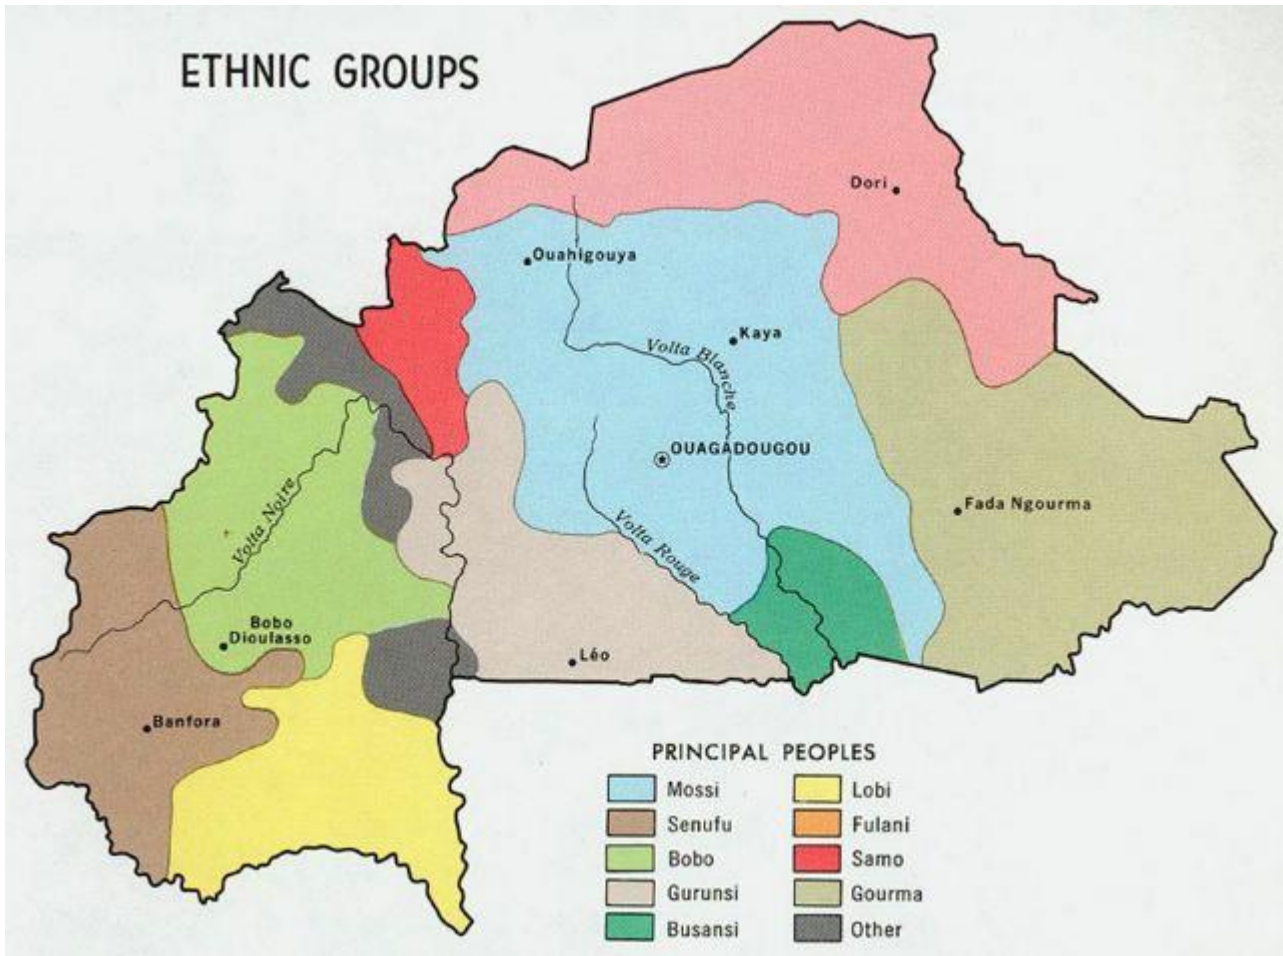 ETHNIC GROUPS
Dori
Ouahigouya
Kaya
Volta Blanche
OUAGADOUGOU
Fada Ngourma
Volta Noire
Volta Rouge
Bobo
Dioulasso
Léo
Banfora
PRINCIPAL PEOPLES
Mossi
Senufu
Bobo
Gurunsi
Busansi
Lobi
Fulani
Samo
Gourma
Other